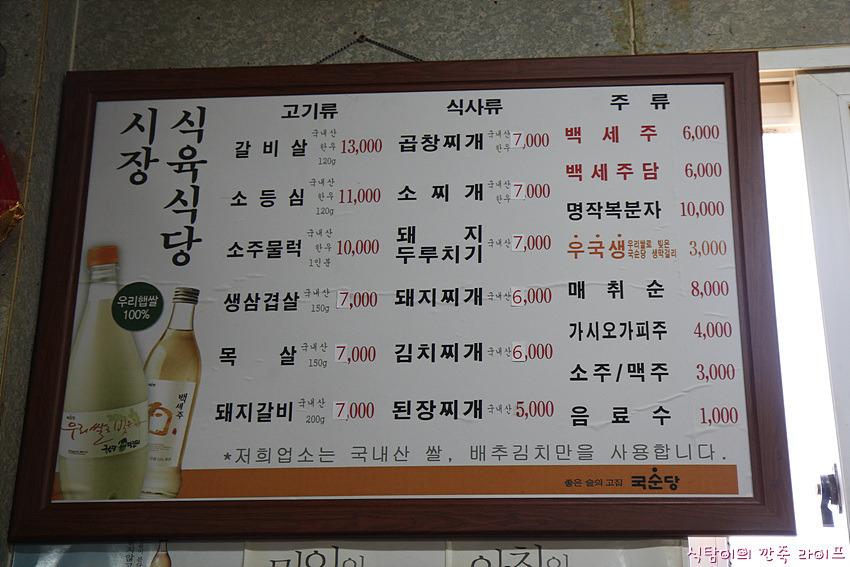 시장
식육식당
고기류
갈비살 국내산 한우 120g 13,000
소등심 국내산 한우 120g 11,000
소주물럭 국내산 한우 1인분 10,000
생삼겹살 국내산 150g 7,000
목살 국내산 150g 7,000
돼지갈비 국내산 200g 7,000
식사류
곱창찌개 국내산 한우 7,000
소찌개 국내산 한우 7,000
돼지
두루치기 국내산 7,000
돼지찌개 국내산 6,000
김치찌개 국내산 6,000
된장찌개 국내산 5,000
주류
백세주 6,000
백세주담 6,000
명작복분자 10,000
우국생 우리쌀로 빚은 국순당 생막걸리 3,000
매취순 8,000
가시오가피주 4,000
소주/맥주 3,000
음료수 1,000
우리햅쌀
100%
우리쌀로 빚은
백세주
*저희업소는 국내산 쌀, 배추김치만을 사용합니다.
좋은 술의 고집 국순당
식탐이의 깐죽 라이프